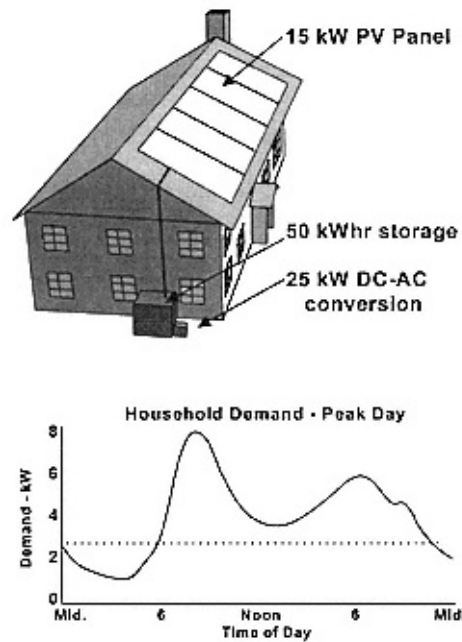 15 kW PV Panel
50 kWhr storage
25 kW DC-AC
conversion
Household Demand - Peak Day
8
6
4
2
0
Demand - kW
Mid.
6
Noon
6
Mid
Time of Day